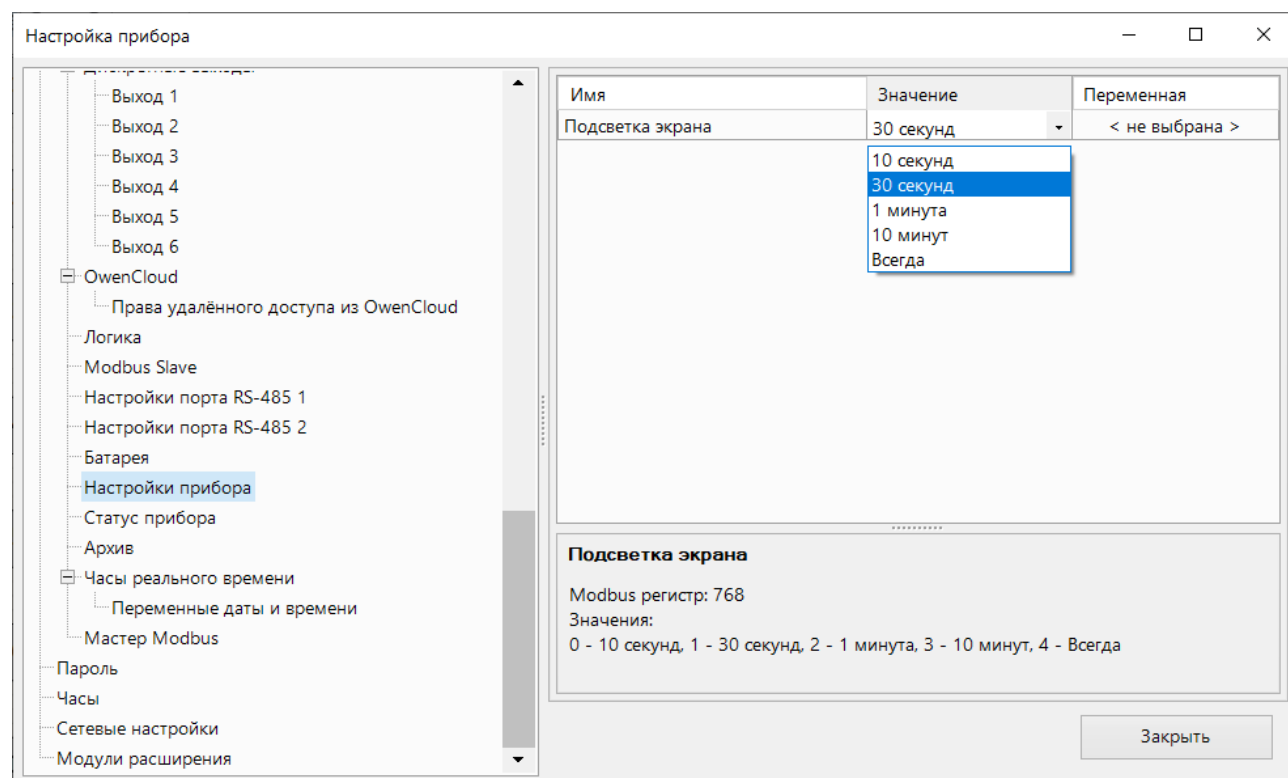 Настройка прибора
Выход 1
Выход 2
Выход 3
Выход 4
Выход 5
Выход 6
OwenCloud
Права удалённого доступа из OwenCloud
Логика
Modbus Slave
Настройки порта RS-485 1
Настройки порта RS-485 2
Батарея
Настройки прибора
Статус прибора
Архив
Часы реального времени
Переменные даты и времени
Мастер Modbus
Пароль
Часы
Сетевые настройки
Модули расширения
Имя Значение Переменная
Подсветка экрана 30 секунд < не выбрана >
10 секунд
30 секунд
1 минута
10 минут
Всегда
Подсветка экрана
Modbus регистр: 768
Значения:
0 - 10 секунд, 1 - 30 секунд, 2 - 1 минута, 3 - 10 минут, 4 - Всегда
Закрыть